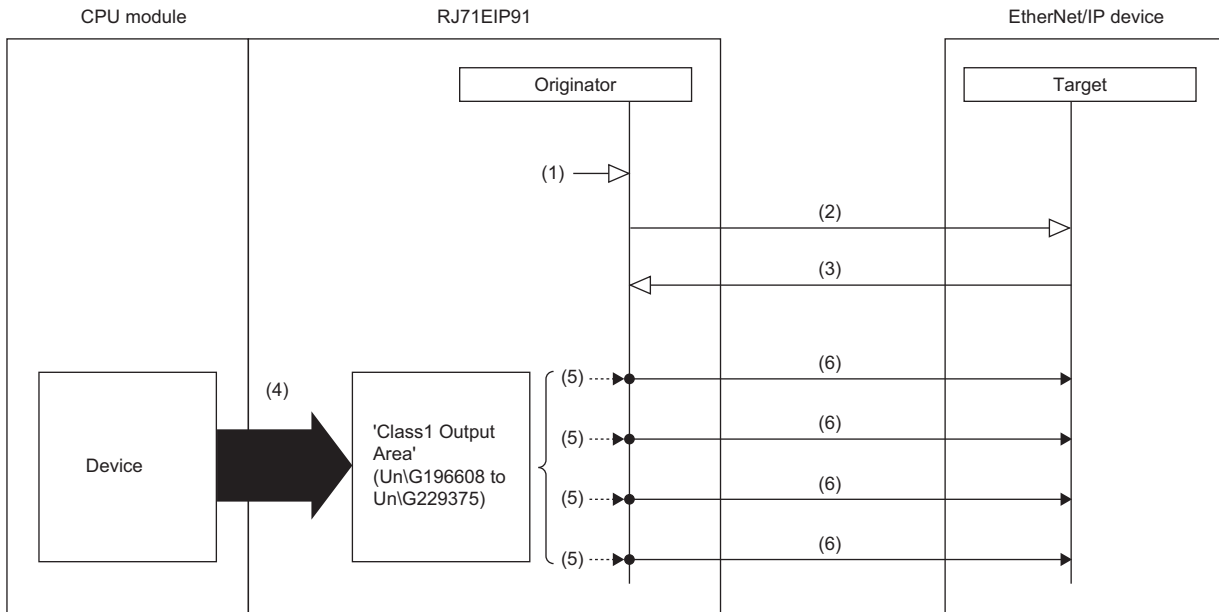 CPU module
RJ71EIP91
EtherNet/IP device
Originator
Target
(1)
(2)
(3)
(4)
(5)
(6)
Device
'Class1 Output
Area'
(Un\G196608 to
Un\G229375)
(5)
(6)
(5)
(6)
(5)
(6)